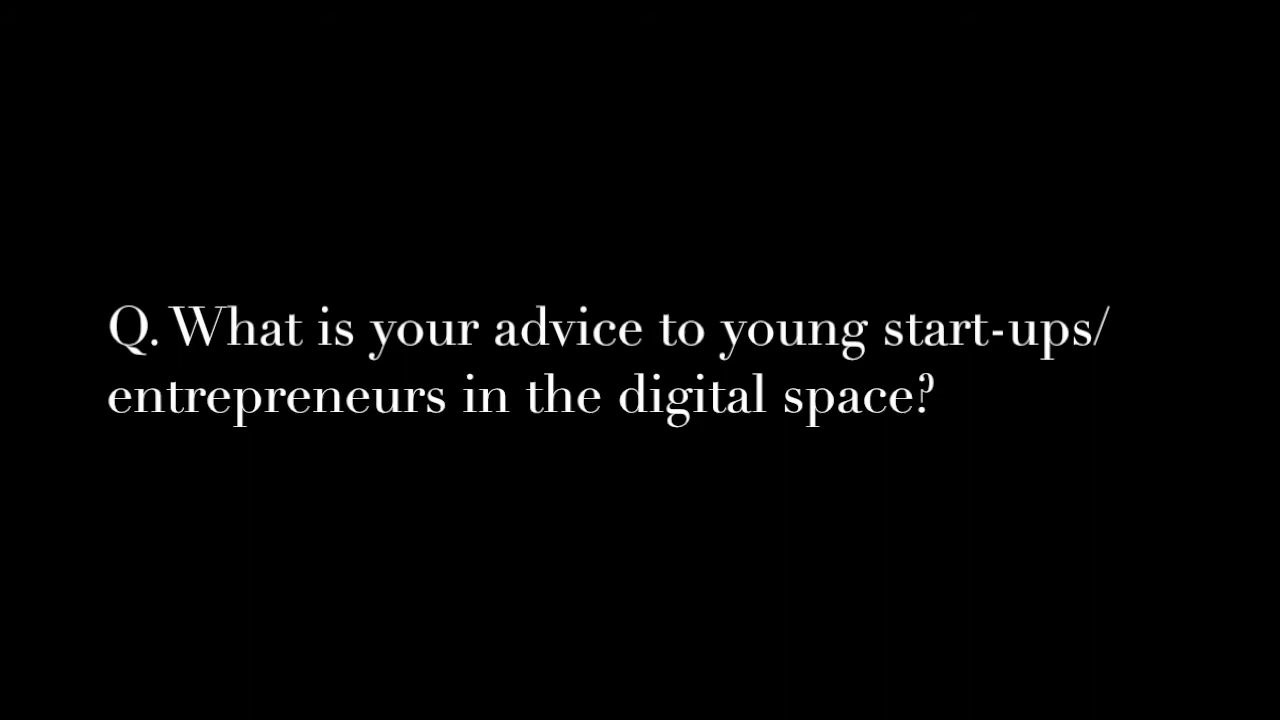 Q. What is your advice to young start-ups/
entrepreneurs in the digital space?